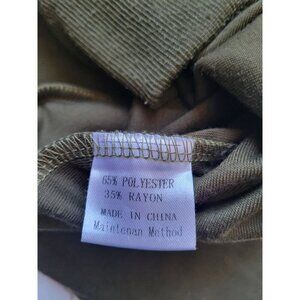 65% POLYESTER
35% RAYON
MADE IN CHINA
Maintenan Method